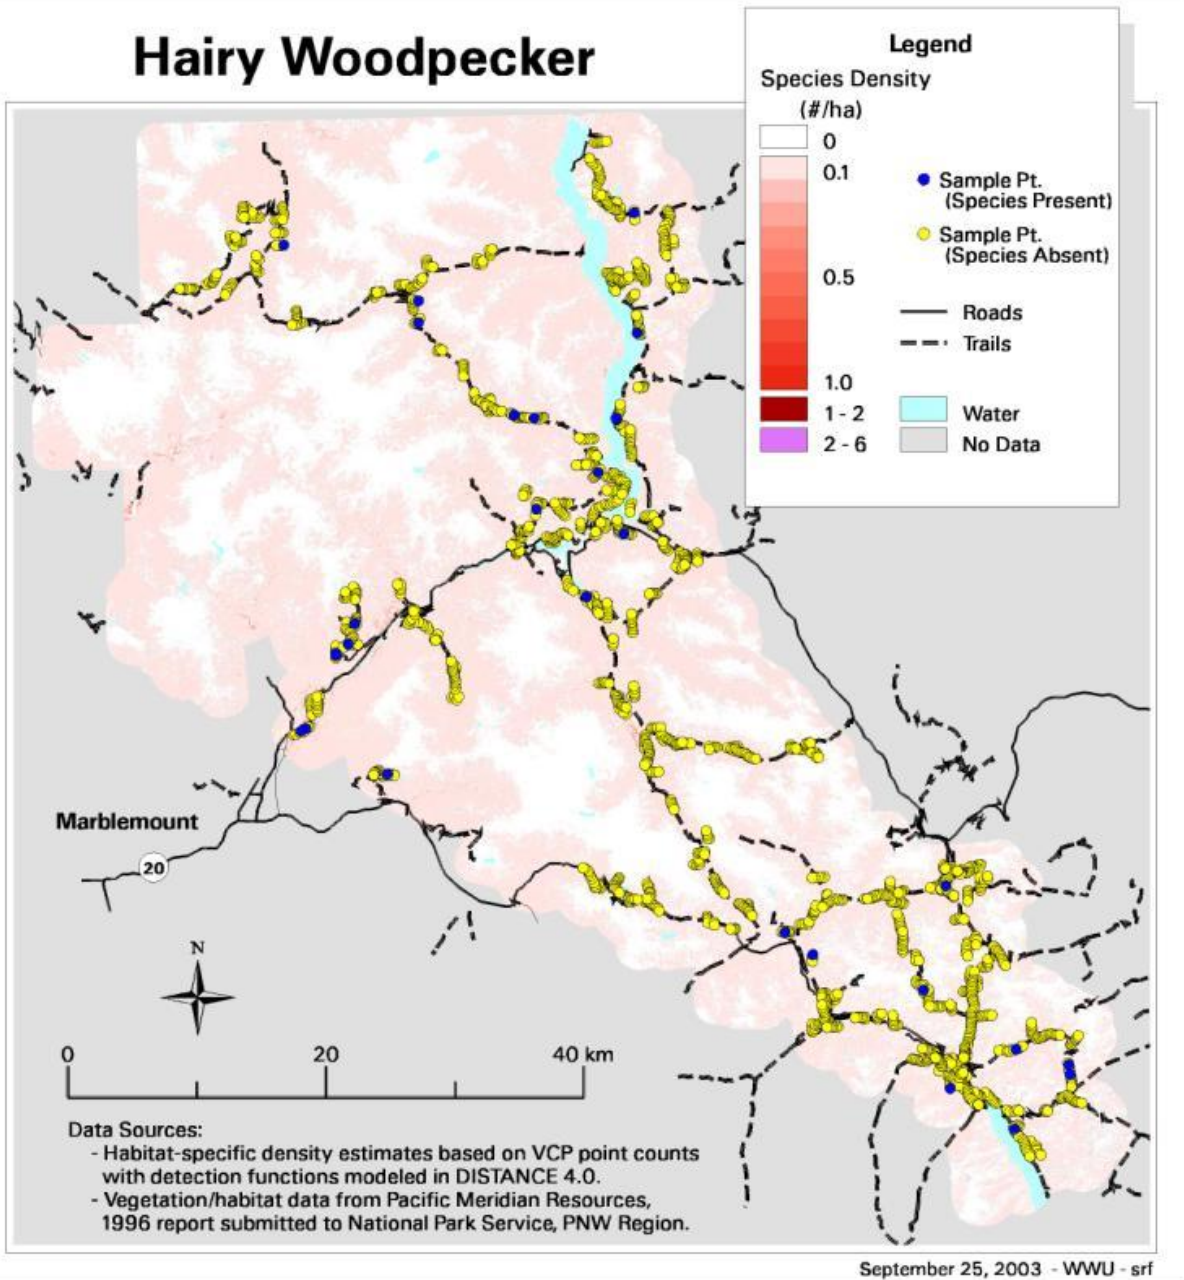 Hairy Woodpecker
Legend
Species Density
(#/ha)
0
0.1
0.5
1.0
1 - 2
2 - 6
Sample Pt.
(Species Present)
Sample Pt.
(Species Absent)
Roads
Trails
Water
No Data
Marblemount
20
N
0 20 40 km
Data Sources:
- Habitat-specific density estimates based on VCP point counts
with detection functions modeled in DISTANCE 4.0.
- Vegetation/habitat data from Pacific Meridian Resources,
1996 report submitted to National Park Service, PNW Region.
September 25, 2003 - WWU - srf